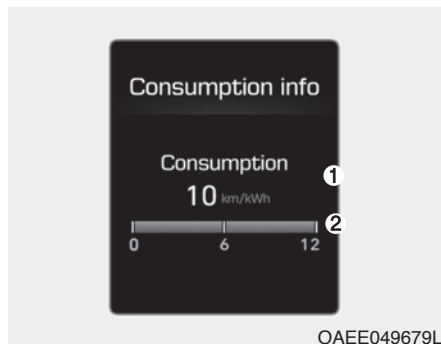 Consumption info
Consumption
10 km/kWh
0 6 12
①
②
OAEE049679L